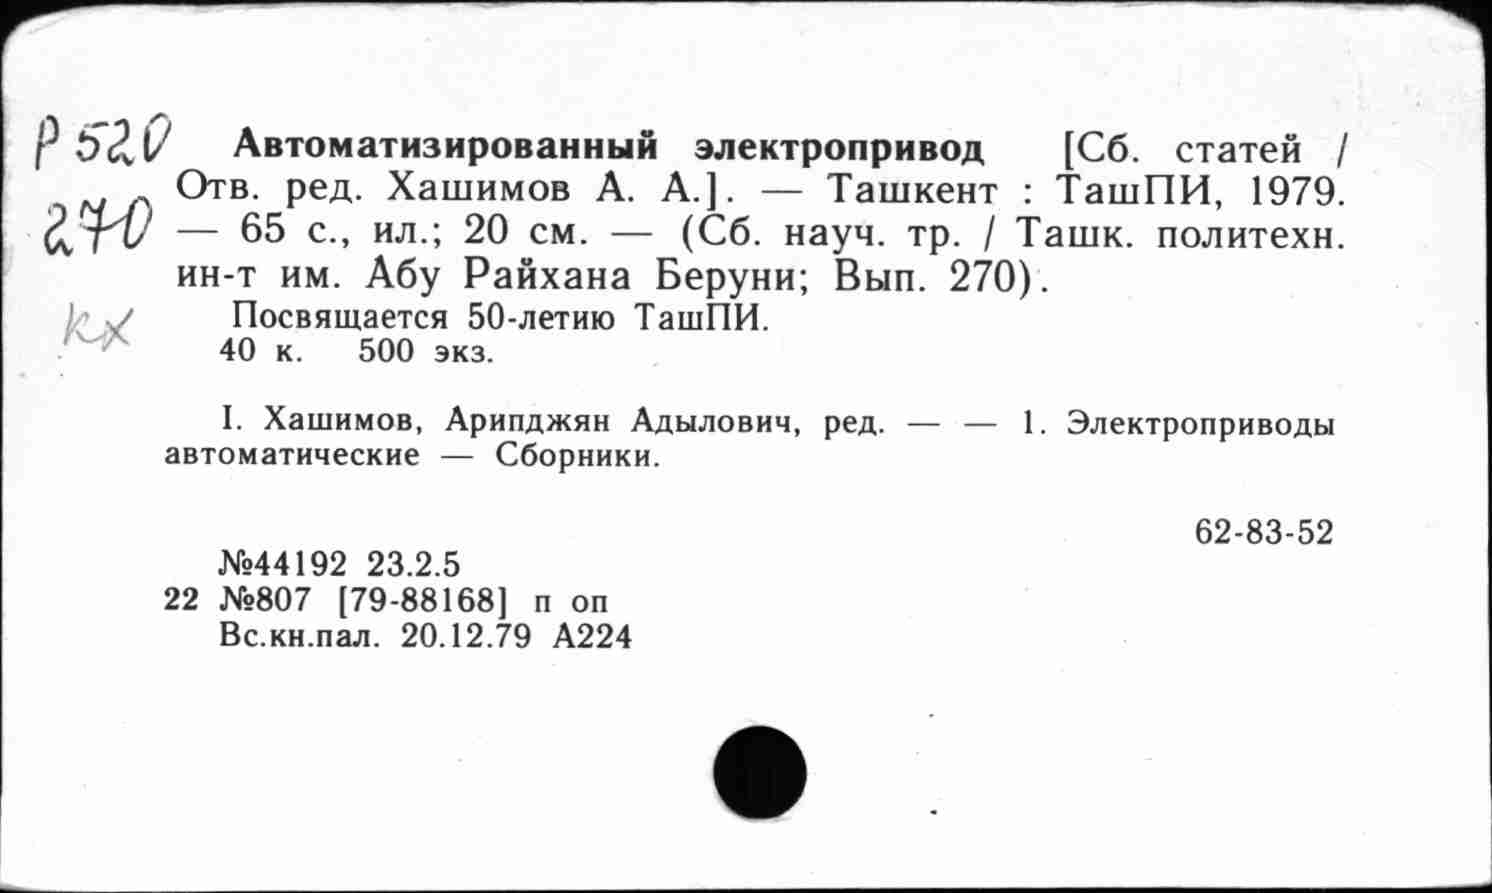 Р 520
270
кх
Автоматизированный электропривод [Сб. статей /
Отв. ред. Хашимов А. А.]. — Ташкент : ТашПИ, 1979.
— 65 с., ил.; 20 см. — (Сб. науч. тр. / Ташк. политехн.
ин-т им. Абу Райхана Беруни; Вып. 270).
Посвящается 50-летию ТашПИ.
40 к. 500 экз.
I. Хашимов, Арипджян Адылович, ред. — — 1. Электроприводы
автоматические — Сборники.
62-83-52
№44192 23.2.5
22 №807 [79-88168] п оп
Вс.кн.пал. 20.12.79 А224